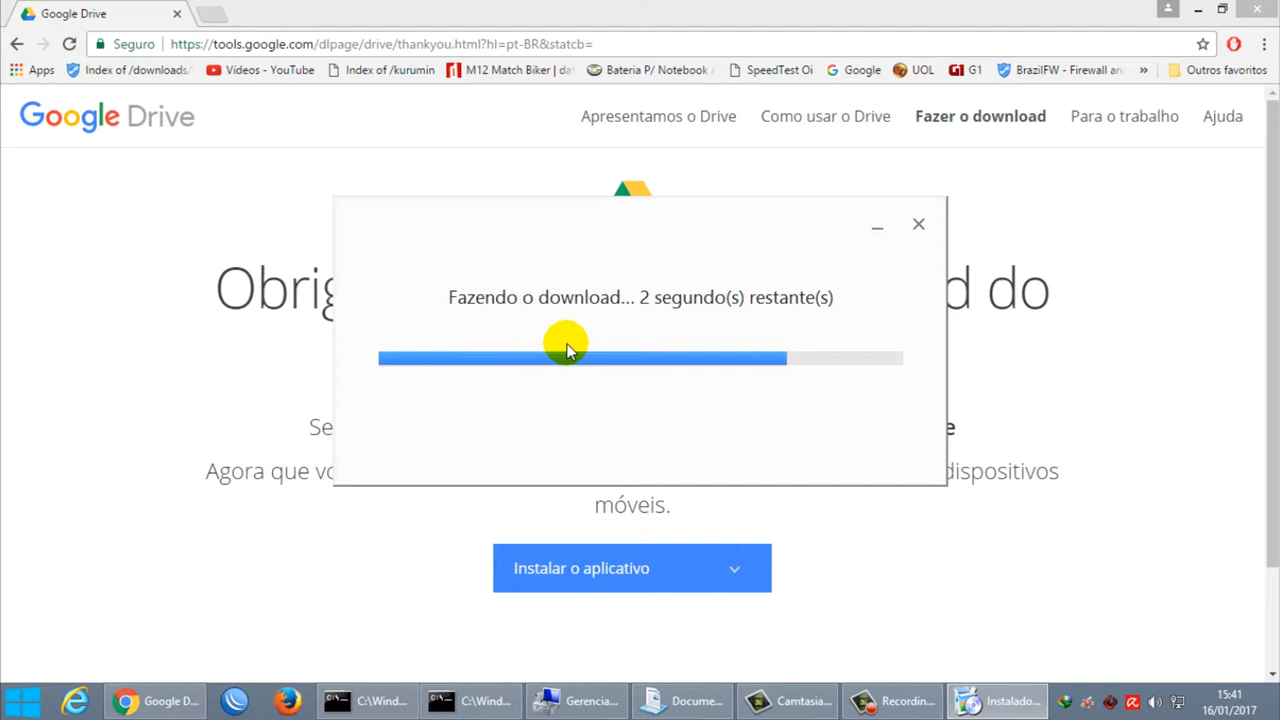 Google Drive
Seguro
https://tools.google.com/dlpage/drive/thankyou.html?hl=pt-BR&statcb=
Apps
Index of /downloads/
Vídeos - YouTube
Index of /kurumin
M12 Match Biker | da
Bateria P/ Notebook A
SpeedTest Oi
Google
UOL
G1
BrazilFW - Firewall an
»
Outros favoritos
Google Drive
Apresentamos o Drive
Como usar o Drive
Fazer o download
Para o trabalho
Ajuda
Obrig
d do
Fazendo o download... 2 segundo(s) restante(s)
Se
e
Agora que vo
dispositivos
móveis.
Instalar o aplicativo
Google D...
C:\Wind...
C:\Wind...
Gerencia...
Docume...
Camtasia...
Recordin...
Instalado...
15:41
16/01/2017